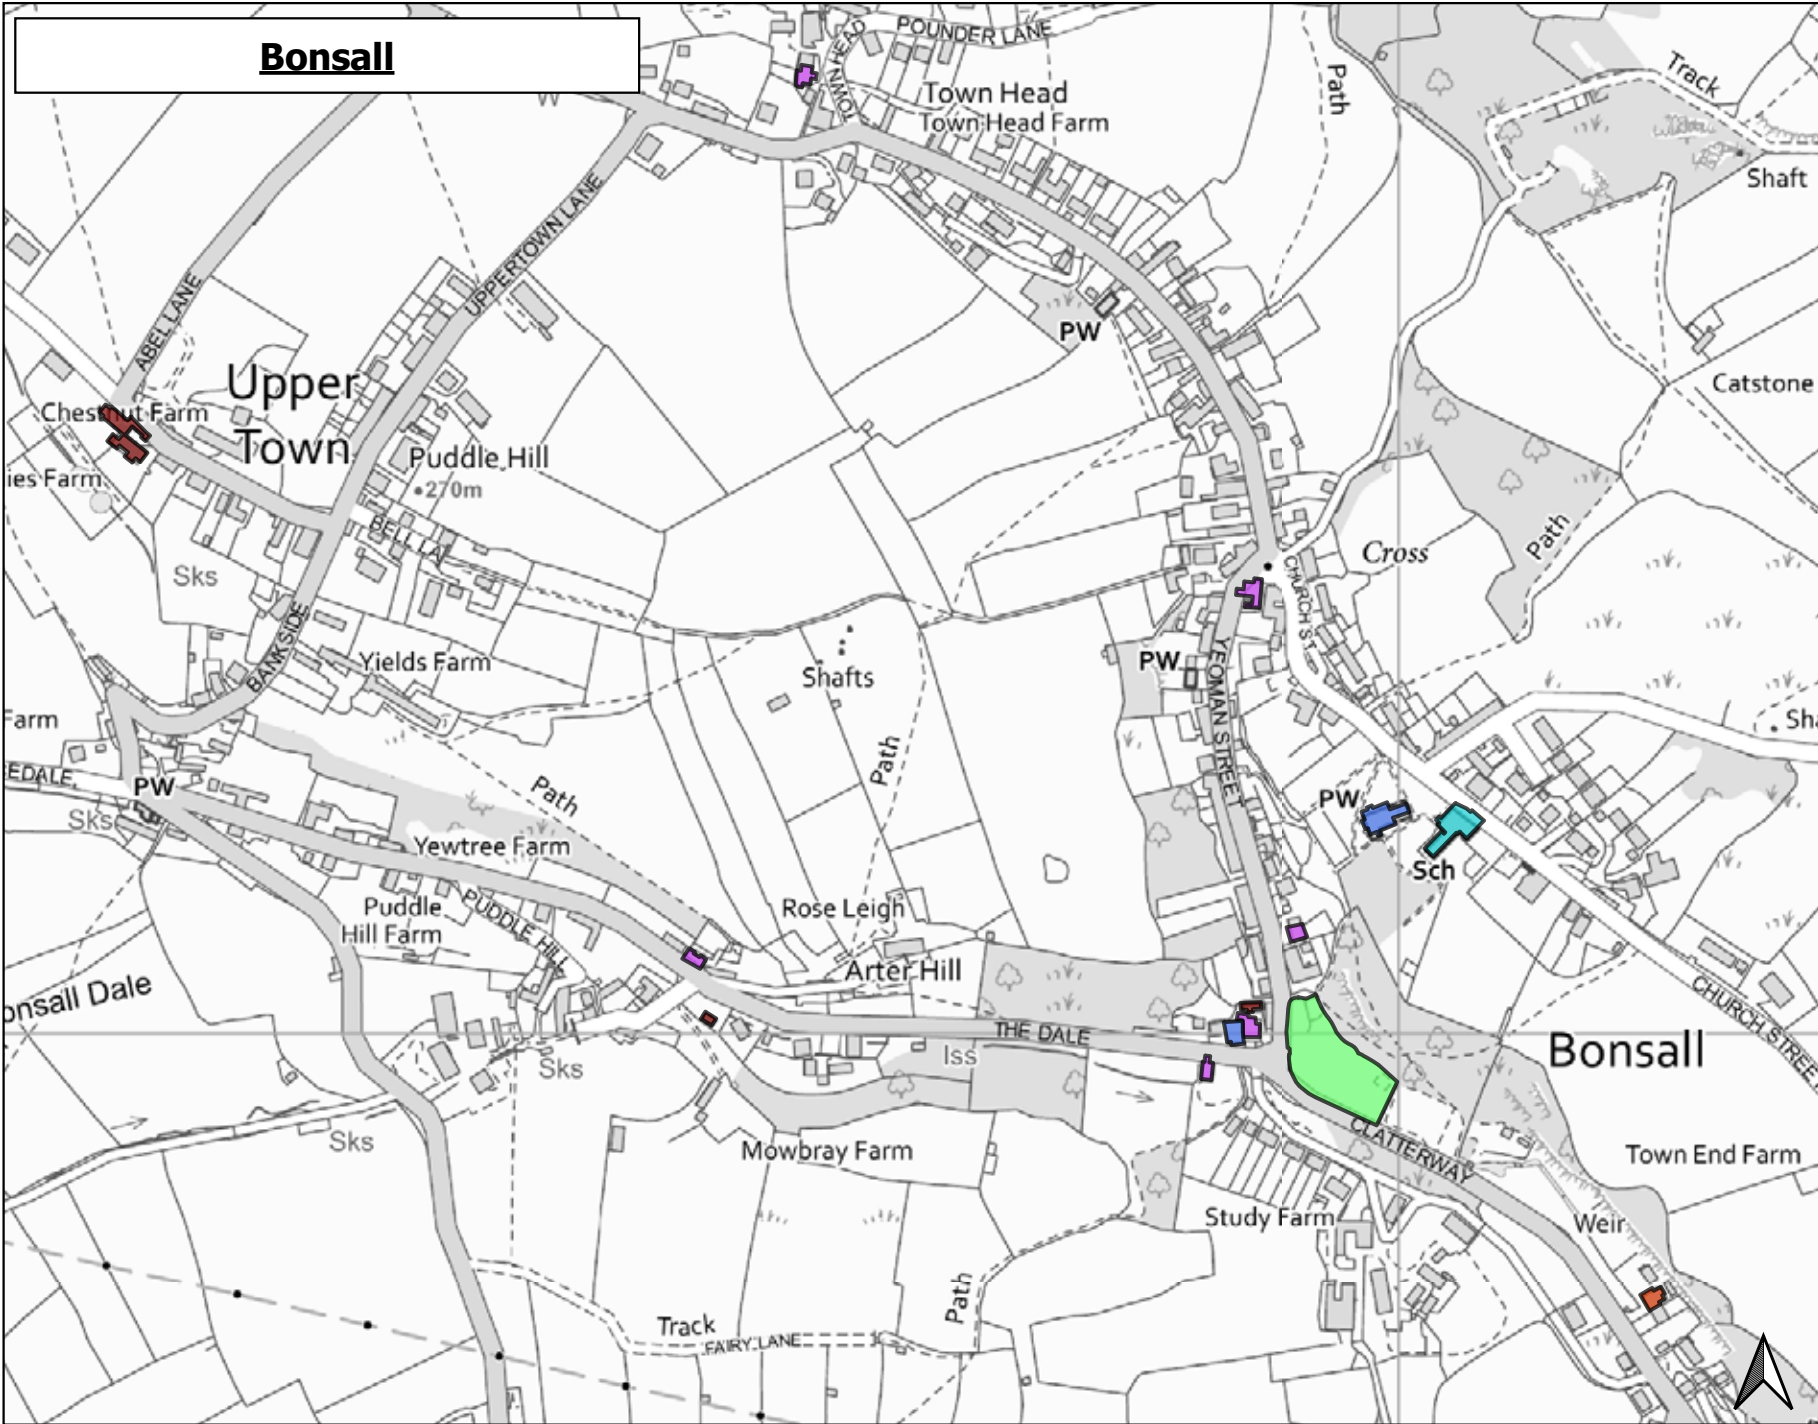 Bonsall
POUNDER LANE
TOWN HEAD
Town Head
Town Head Farm
Path
Track
Shaft
W
UPPERTOWN LANE
ABEL LANE
PW
Upper
Town
Chestnut Farm
Catstone
Puddle Hill
270m
ies Farm
BELL LA
Path
Cross
Sks
CHURCH ST
BANKSIDE
Yields Farm
Shafts
PW
YEOMAN STREET
Farm
Sha
Path
EEDALE
PW
Path
PW
Sks
Yewtree Farm
Sch
Puddle
Hill Farm
PUDDLE HILL
Rose Leigh
Arter Hill
onsall Dale
CHURCH STREET
THE DALE
Iss
Bonsall
Sks
CLATTERWAY
Sks
Mowbray Farm
Town End Farm
Study Farm
Weir
Path
Track
FAIRY LANE